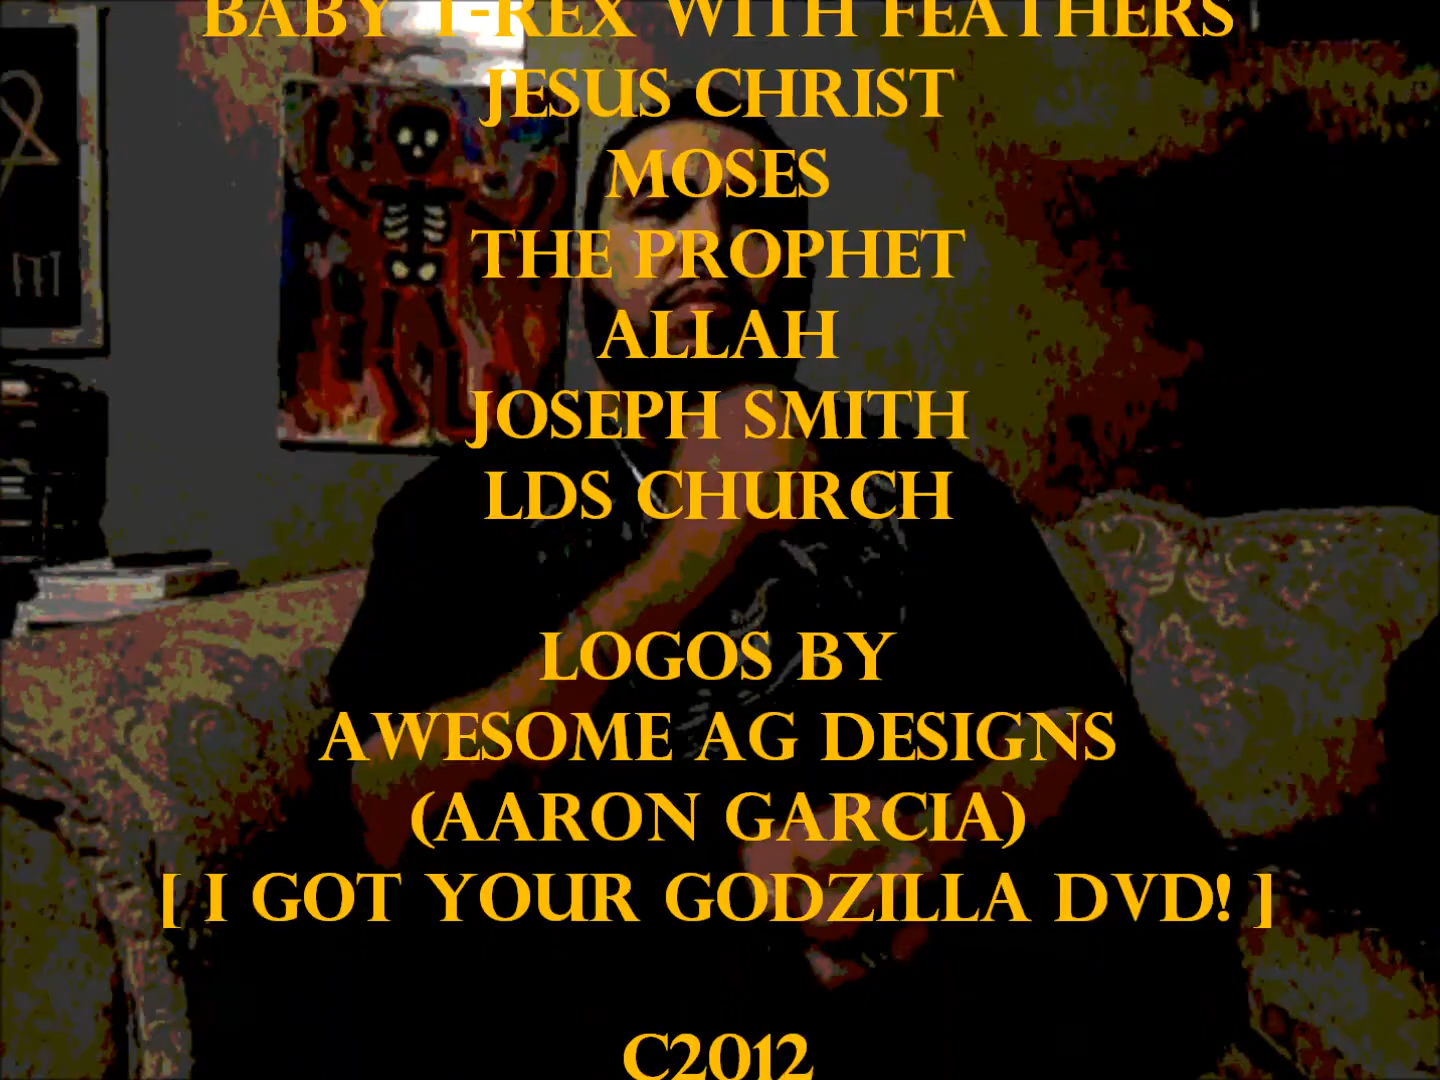 BABY T-REX WITH FEATHERS
JESUS CHRIST
MOSES
THE PROPHET
ALLAH
JOSEPH SMITH
LDS CHURCH
LOGOS BY
AWESOME AG DESIGNS
(AARON GARCIA)
[ I GOT YOUR GODZILLA DVD! ]
C2012